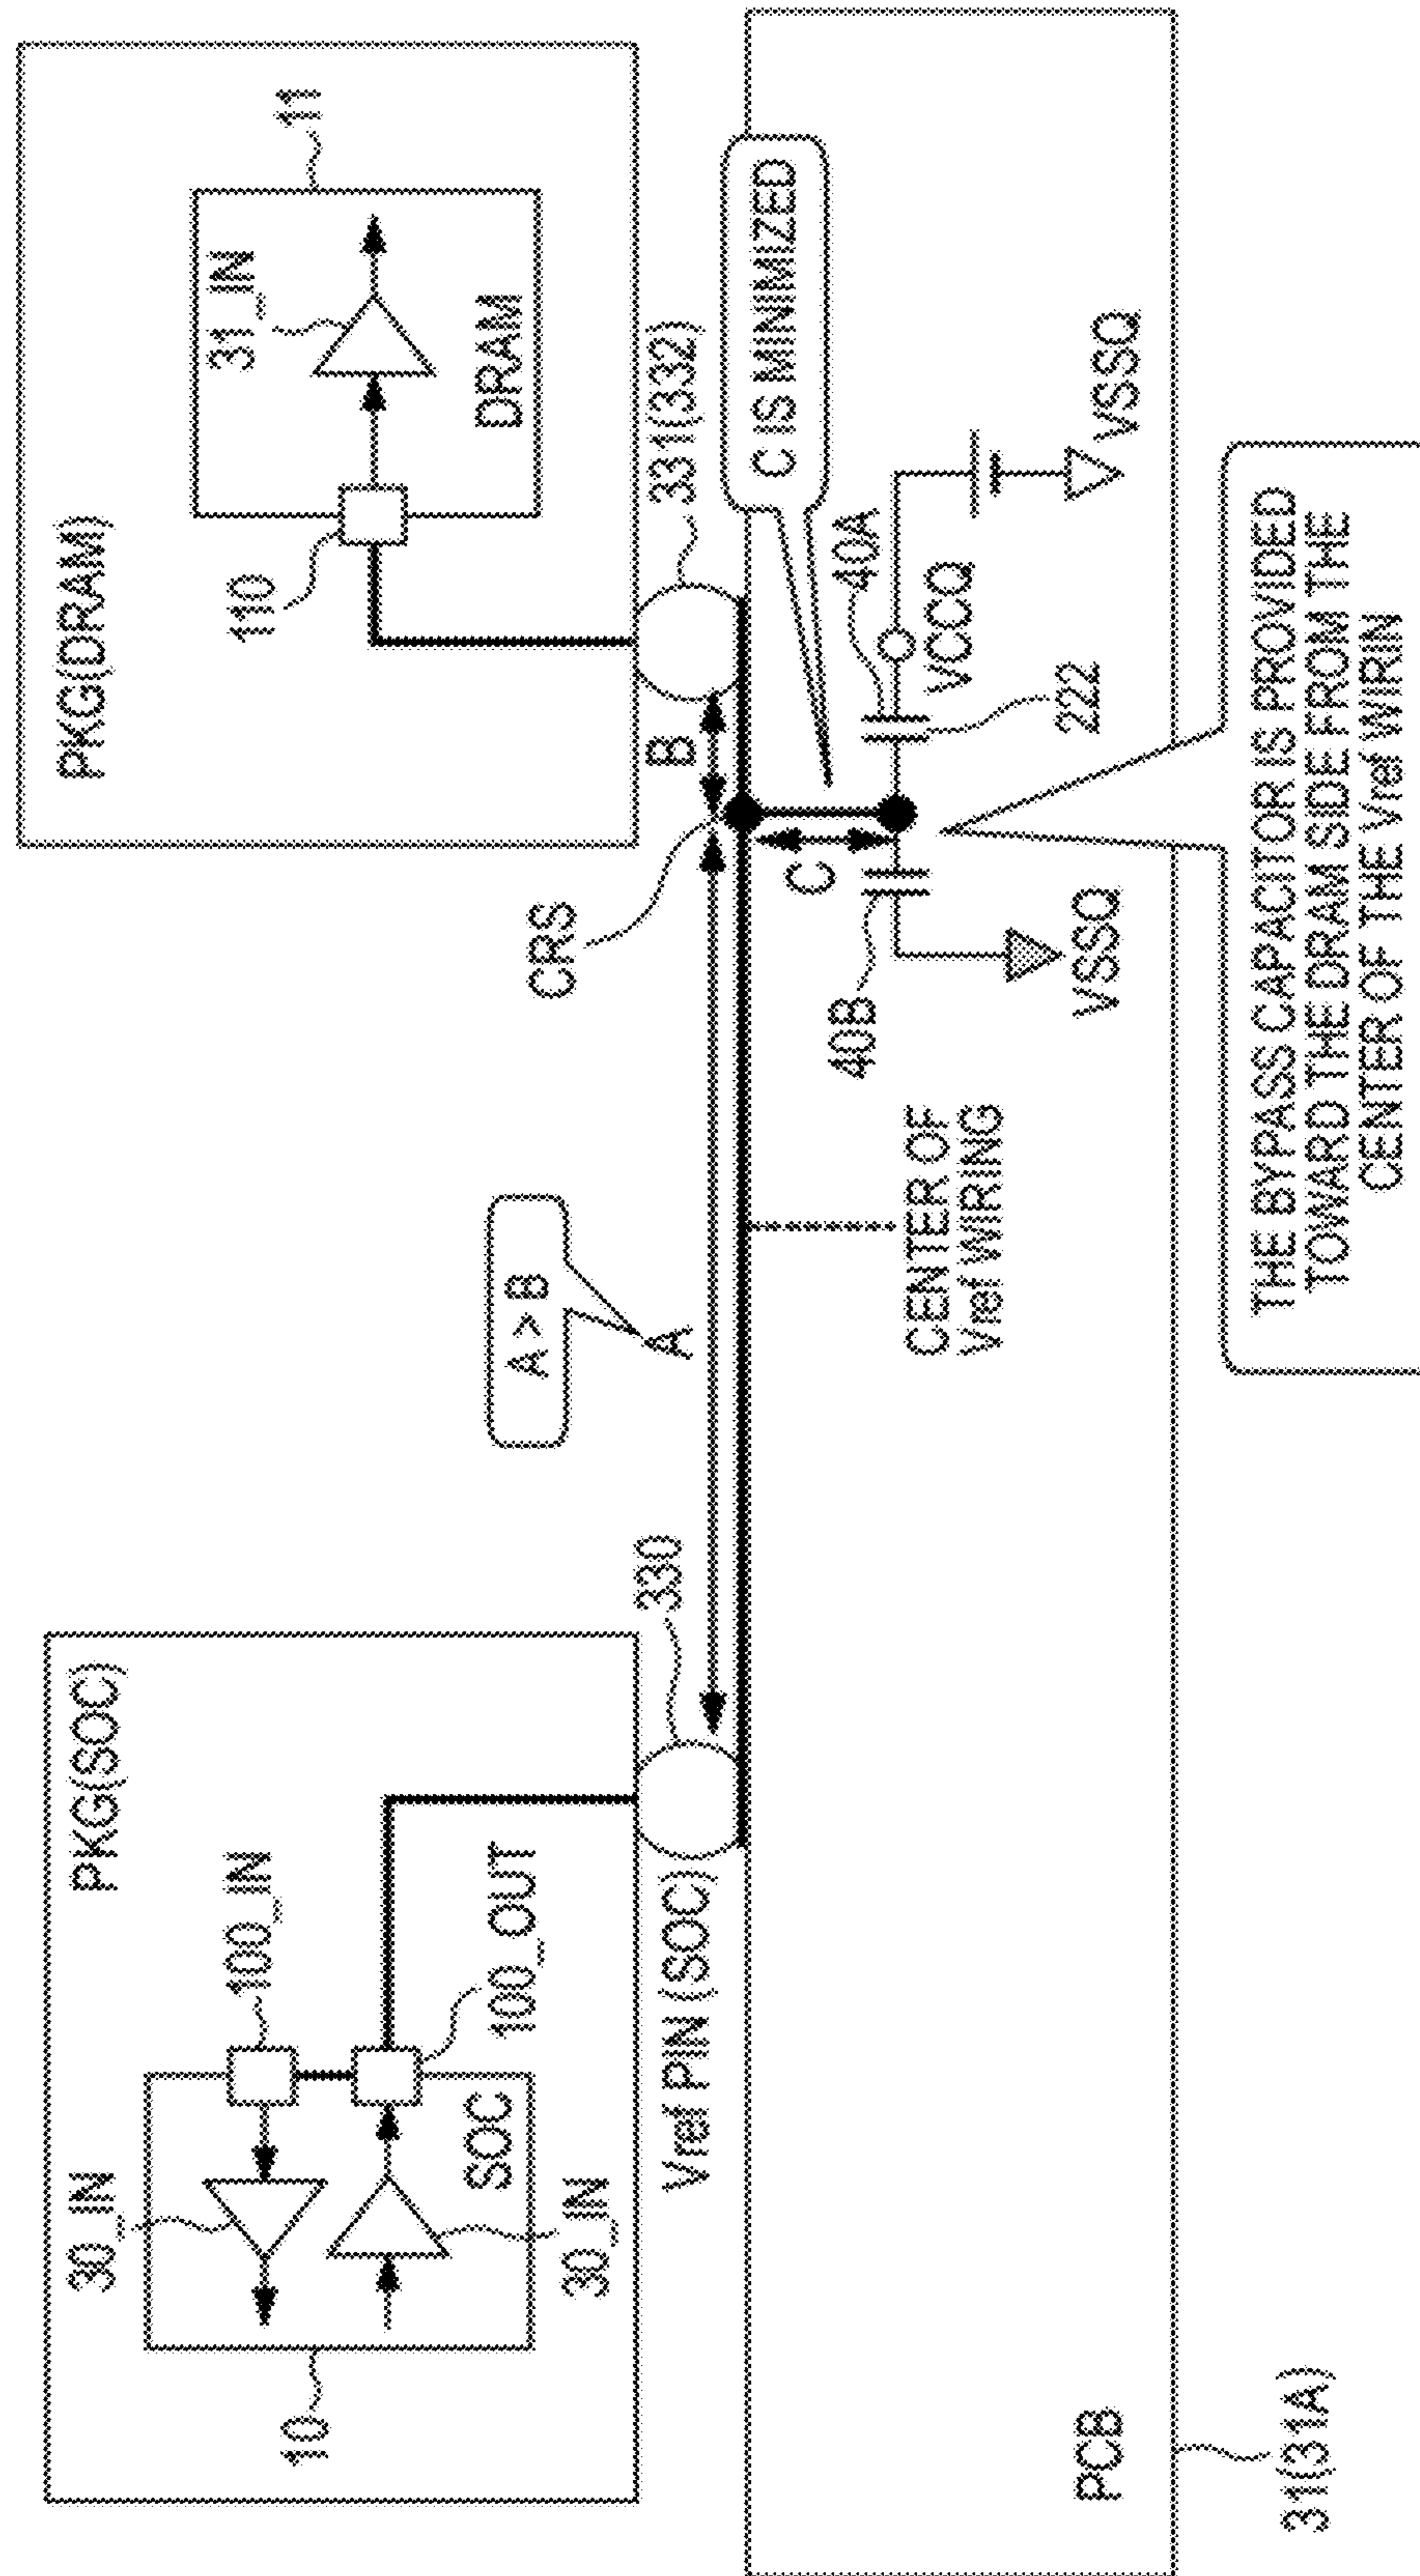 PKG(SOC)
30_IN
100_IN
10
SOC
30_IN
100_OUT
Vref PIN (SOC)
330
A > B
A
CRS
B
PKG(DRAM)
110
31_IN
11
DRAM
331(332)
C IS MINIMIZED
C
40B
VSSQ
40A
VCCQ
222
VSSQ
CENTER OF
Vref WIRING
PCB
31(31A)
THE BYPASS CAPACITOR IS PROVIDED
TOWARD THE DRAM SIDE FROM THE
CENTER OF THE Vref WIRIN